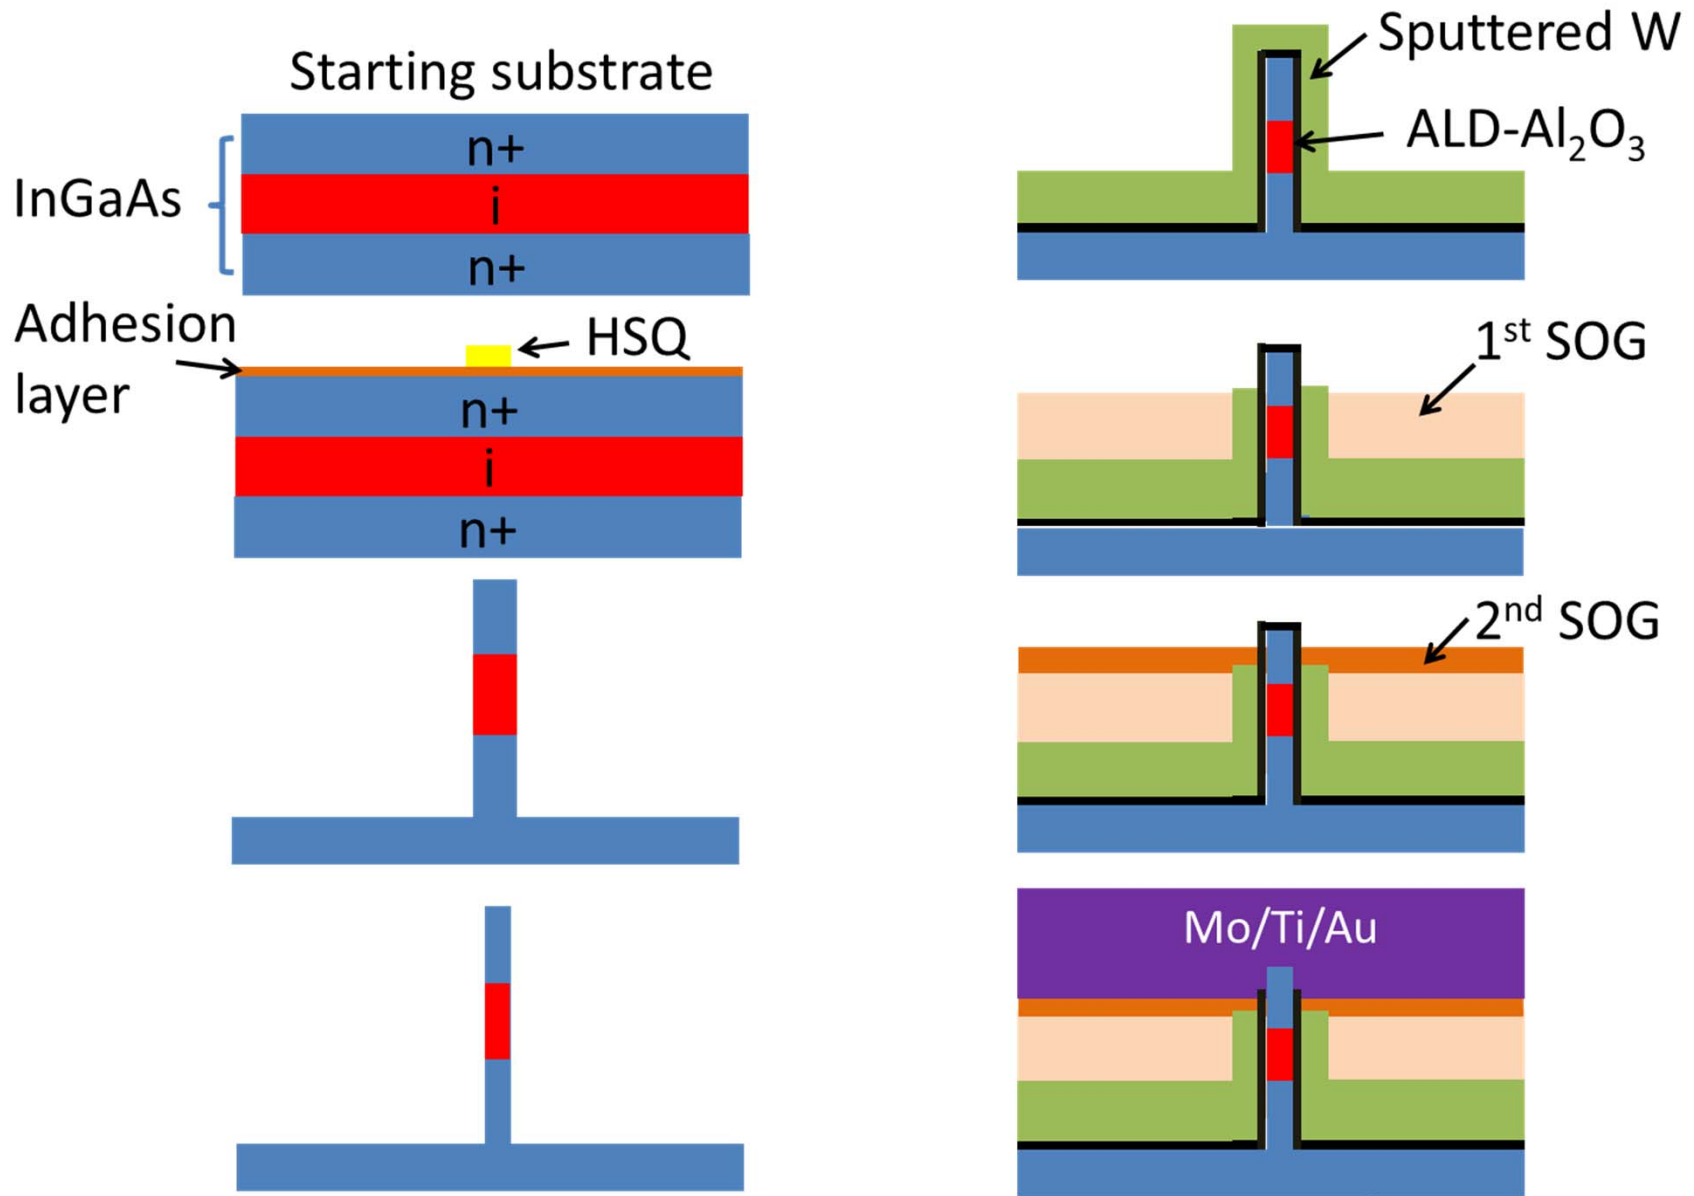 Starting substrate
n+
InGaAs
i
n+
Adhesion
layer
HSQ
n+
i
n+
Sputtered W
ALD-Al₂O₃
1ˢᵗ SOG
2ⁿᵈ SOG
Mo/Ti/Au